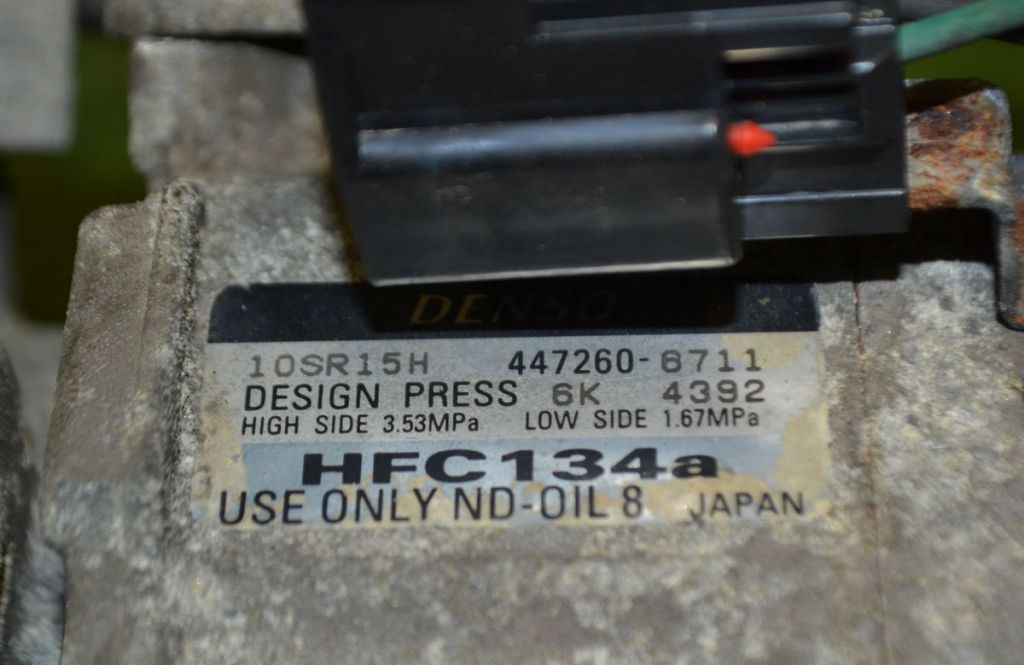 DENSO
10SR15H 447260-8711
DESIGN PRESS 6K 4392
HIGH SIDE 3.53MPa LOW SIDE 1.67MPa
HFC134a
USE ONLY ND-OIL 8 JAPAN